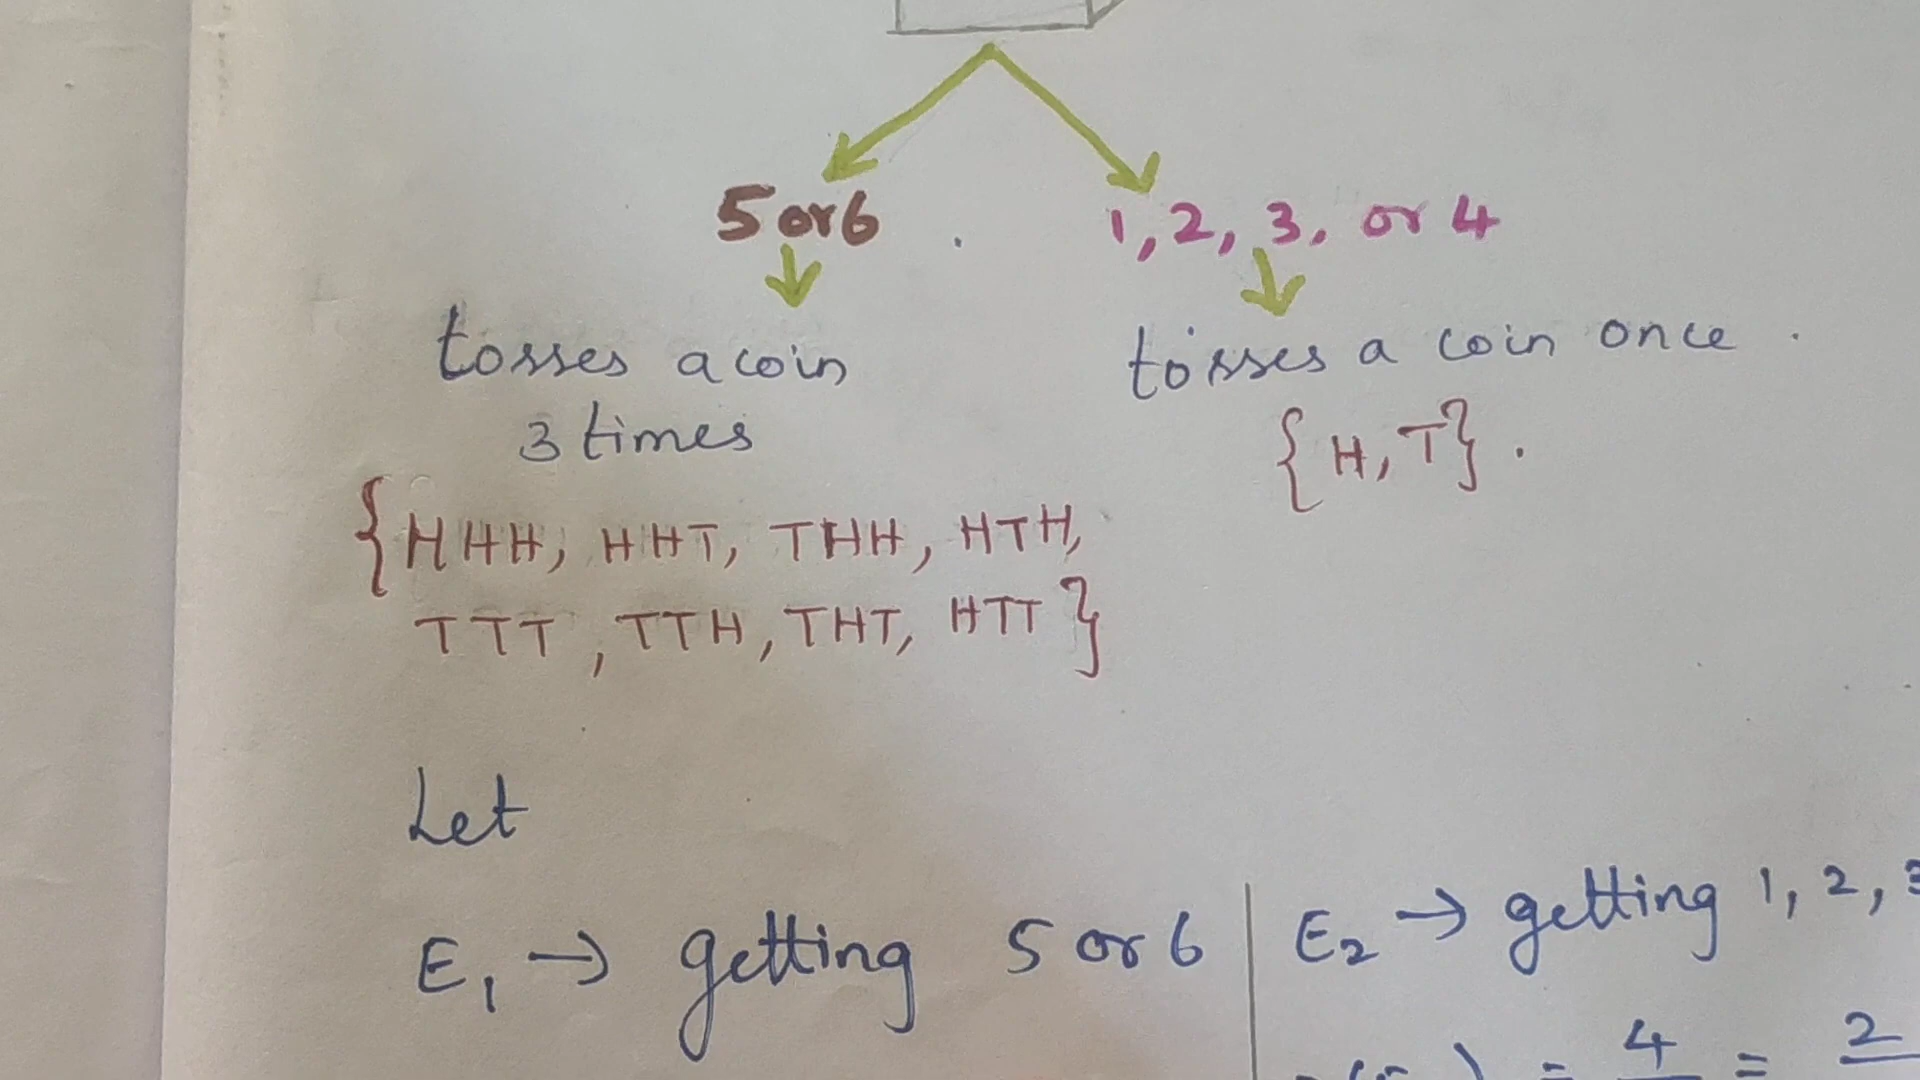 5 or 6
1, 2, 3, or 4
tosses a coin
3 times
tosses a coin once.
{H, T}.
{HHH, HHT, THH, HTH,
TTT, TTH, THT, HTT}
Let
E₁ → getting 5 or 6
E₂ → getting 1, 2, 3
) = 4 = 2